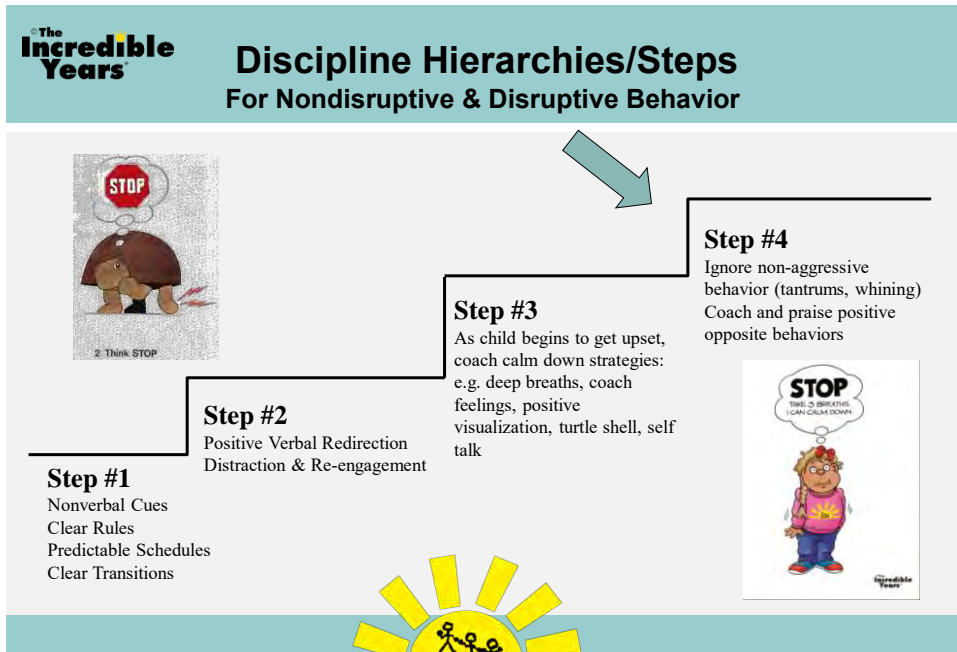 ©The
Incredible
Years®
Discipline Hierarchies/Steps
For Nondisruptive & Disruptive Behavior
STOP
2 Think STOP
Step #1
Nonverbal Cues
Clear Rules
Predictable Schedules
Clear Transitions
Step #2
Positive Verbal Redirection
Distraction & Re-engagement
Step #3
As child begins to get upset,
coach calm down strategies:
e.g. deep breaths, coach
feelings, positive
visualization, turtle shell, self
talk
Step #4
Ignore non-aggressive
behavior (tantrums, whining)
Coach and praise positive
opposite behaviors
STOP
TAKE 3 BREATHS.
I CAN CALM DOWN
The
Incredible
Years